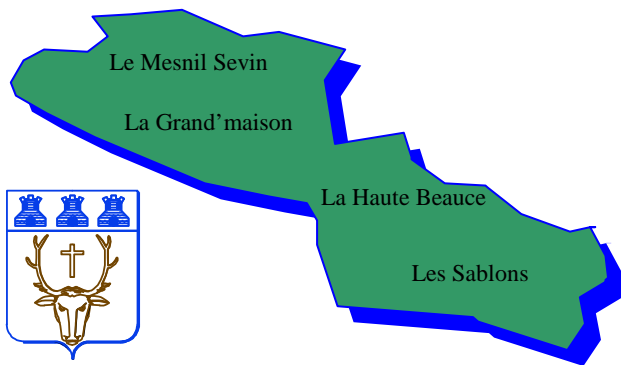 Le Mesnil Sevin
La Grand’maison
La Haute Beauce
Les Sablons